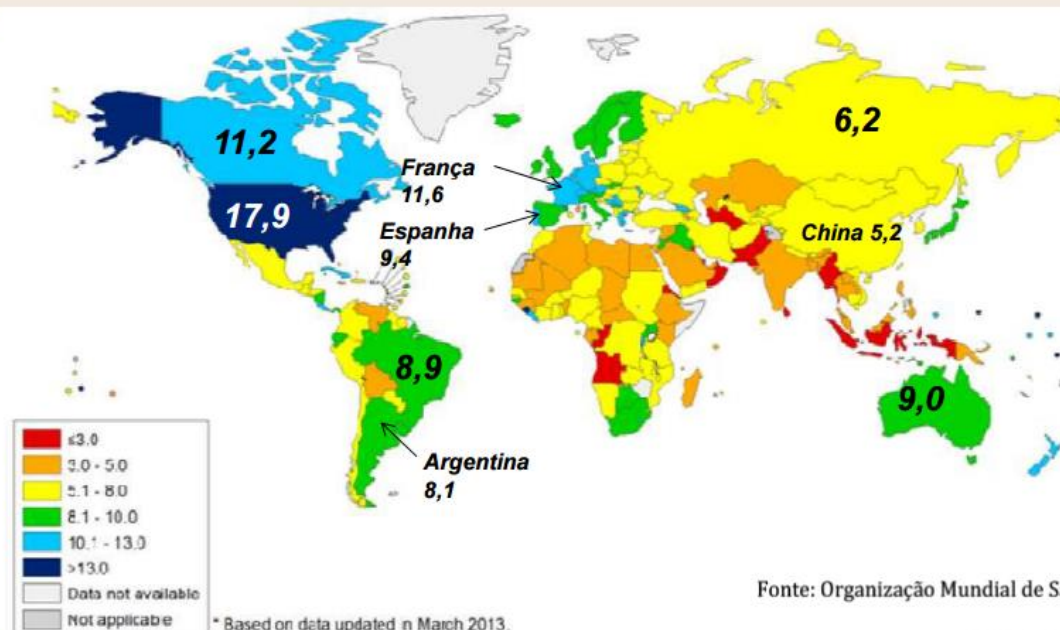 11,2
17,9
França
11,6
Espanha
9,4
6,2
China 5,2
8,9
Argentina
8,1
9,0
≤3.0
3.0 - 5.0
5.1 - 8.0
8.1 - 10.0
10.1 - 13.0
>13.0
Data not available
Not applicable
* Based on data updated in March 2013.
Fonte: Organização Mundial de S